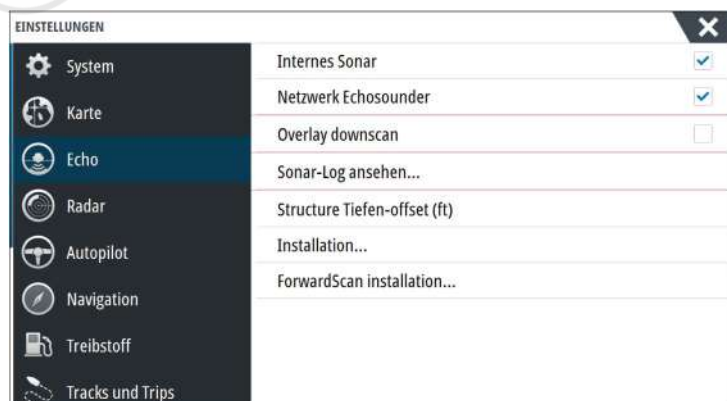 EINSTELLUNGEN
System
Karte
Echo
Radar
Autopilot
Navigation
Treibstoff
Tracks und Trips
Internes Sonar
Netzwerk Echosounder
Overlay downscan
Sonar-Log ansehen...
Structure Tiefen-offset (ft)
Installation...
ForwardScan installation...